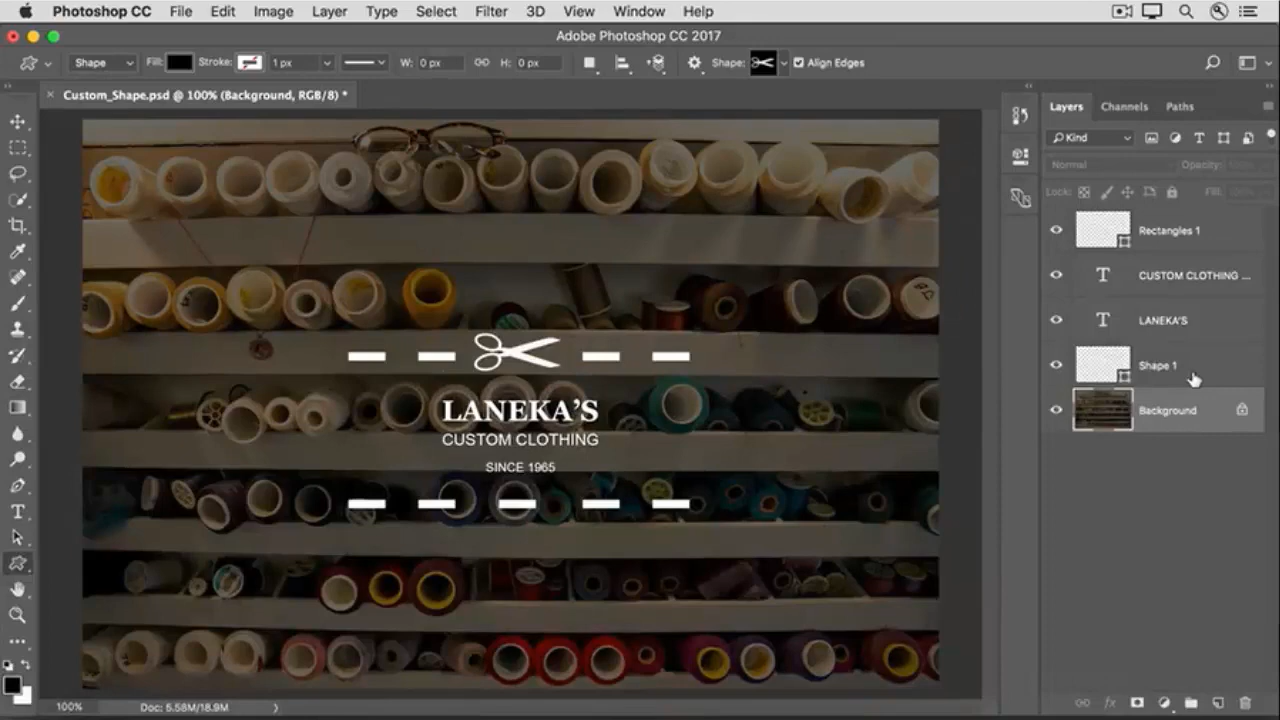 Photoshop CC File Edit Image Layer Type Select Filter 3D View Window Help
Adobe Photoshop CC 2017
Shape Fill: Stroke: 1 px W: 0 px H: 0 px Shape: Align Edges
Custom_Shape.psd @ 100% (Background, RGB/8) *
Layers Channels Paths
Kind
Normal Opacity:
Lock: Fill:
Rectangles 1
CUSTOM CLOTHING ...
LANEKA'S
Shape 1
Background
LANEKA'S
CUSTOM CLOTHING
SINCE 1965
100% Doc: 5.58M/18.9M